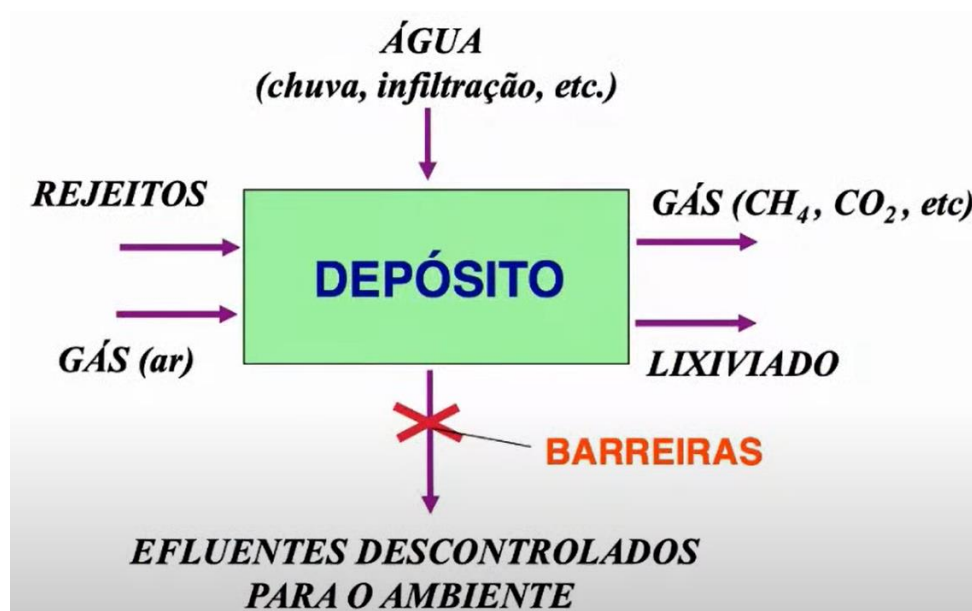 ÁGUA
(chuva, infiltração, etc.)
REJEITOS
GÁS (CH₄, CO₂, etc)
DEPÓSITO
GÁS (ar)
LIXIVIADO
BARREIRAS
EFLUENTES DESCONTROLADOS
PARA O AMBIENTE